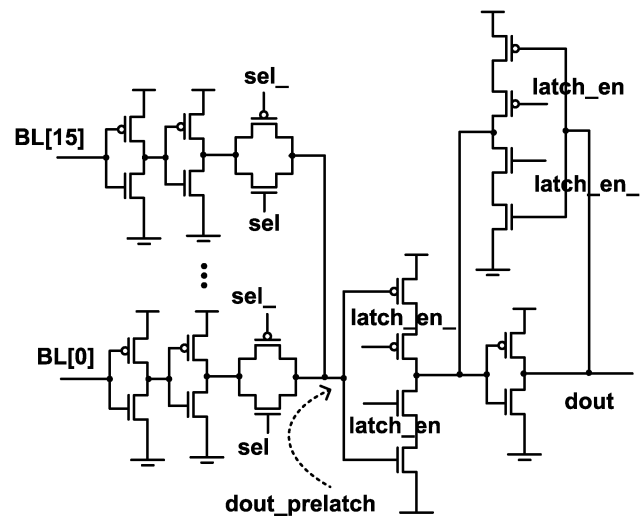 sel_
latch_en
BL[15]
latch_en_
sel
sel_
latch_en_
BL[0]
dout
latch_en
sel
dout_prelatch